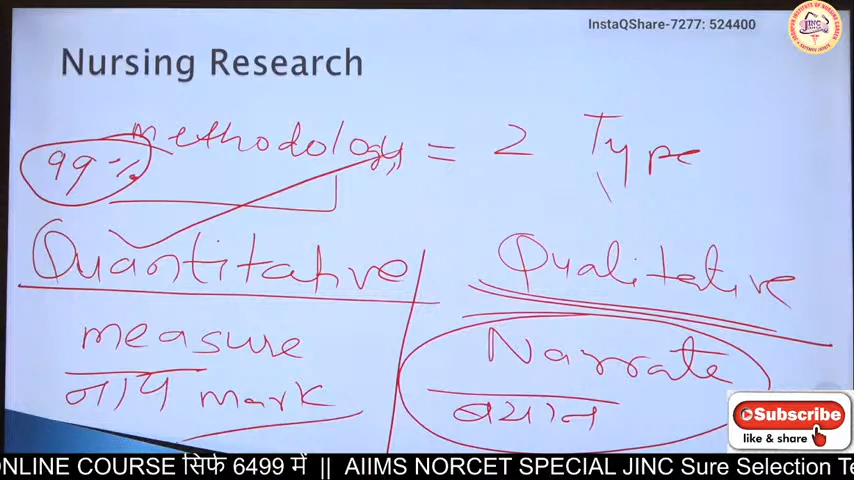 InstaQShare-7277: 524400
JINC
Nursing Research
methodology = 2 Type
99%
Quantitative
Qualitative
measure
Narrate
नाप mark
बयान
Subscribe
like & share
ONLINE COURSE सिर्फ 6499 में || AIIMS NORCET SPECIAL JINC Sure Selection Te